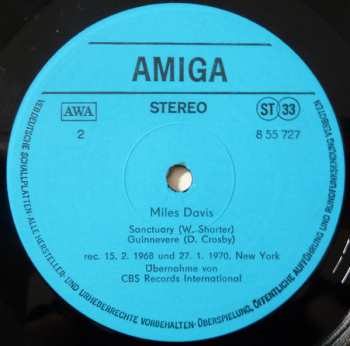 AMIGA
AWA
STEREO
ST 33
2
8 55 727
Miles Davis
Sanctuary (W. Shorter)
Guinnevere (D. Crosby)
rec. 15. 2. 1968 und 27. 1. 1970, New York
Übernahme von
CBS Records International
VEB DEUTSCHE SCHALLPLATTEN · ALLE HERSTELLER- UND URHEBERRECHTE VORBEHALTEN · ÜBERSPIELUNG, ÖFFENTLICHE AUFFÜHRUNG UND RUNDFUNKSENDUNG VERBOTEN